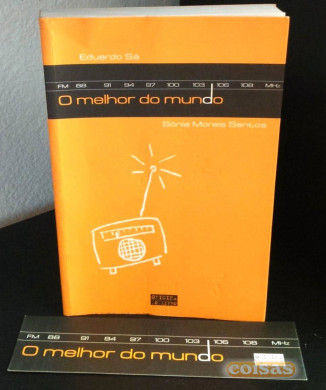 Eduardo Sá
FM 88 91 94 97 100 103 106 108 MHz
O melhor do mundo
Sónia Morais Santos
FM 88 91 94 97 100 103 106 108 MHz
O melhor do mundo
coisas